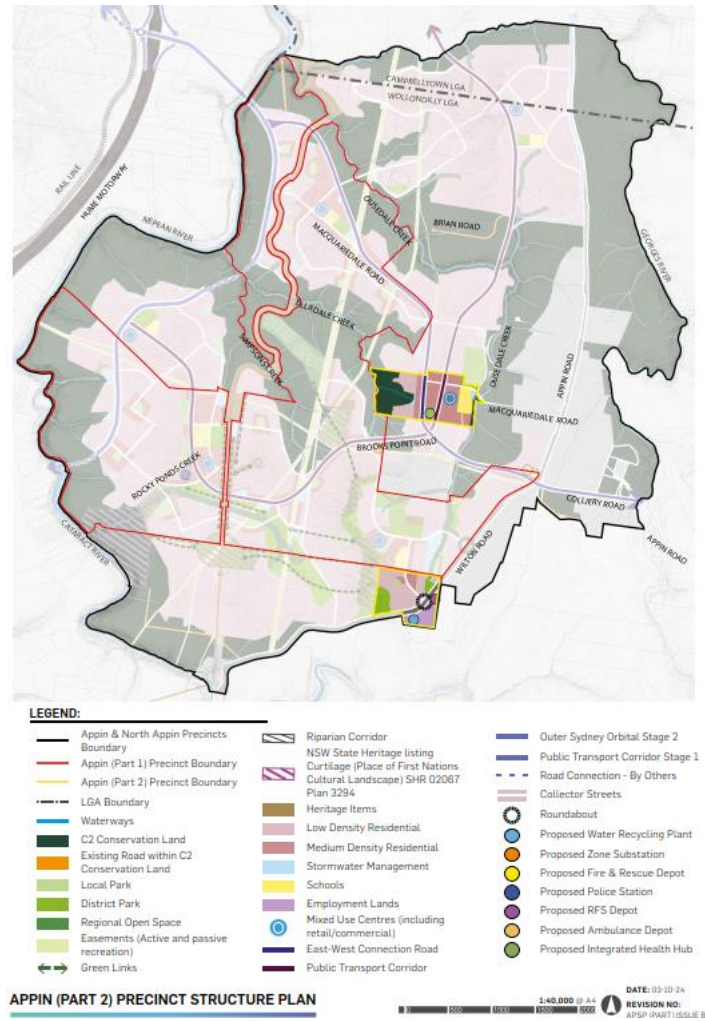 CAMPBELLTOWN LGA
WOLLONDILLY LGA
RAIL LINE
HUME MOTORWAY
NEPEAN RIVER
OUSEDALE CREEK
BRIAN ROAD
GEORGES RIVER
MACQUARIEDALE ROAD
ELLADALE CREEK
SIMPSONS CREEK
OUSEDALE CREEK
APPIN ROAD
MACQUARIEDALE ROAD
BROOKS POINT ROAD
ROCKY PONDS CREEK
COLLIERY ROAD
CATARACT RIVER
WILTON ROAD
APPIN ROAD
LEGEND:
Appin & North Appin Precincts
Boundary
Appin (Part 1) Precinct Boundary
Appin (Part 2) Precinct Boundary
LGA Boundary
Waterways
C2 Conservation Land
Existing Road within C2
Conservation Land
Local Park
District Park
Regional Open Space
Easements (Active and passive
recreation)
Green Links
Riparian Corridor
NSW State Heritage listing
Curtilage (Place of First Nations
Cultural Landscape) SHR 02067
Plan 3294
Heritage Items
Low Density Residential
Medium Density Residential
Stormwater Management
Schools
Employment Lands
Mixed Use Centres (including
retail/commercial)
East-West Connection Road
Public Transport Corridor
Outer Sydney Orbital Stage 2
Public Transport Corridor Stage 1
Road Connection - By Others
Collector Streets
Roundabout
Proposed Water Recycling Plant
Proposed Zone Substation
Proposed Fire & Rescue Depot
Proposed Police Station
Proposed RFS Depot
Proposed Ambulance Depot
Proposed Integrated Health Hub
APPIN (PART 2) PRECINCT STRUCTURE PLAN
1:40,000 @ A4
0 500 1000 1500 2000
DATE: 03-10-24
REVISION NO:
APSP (PART) ISSUE B